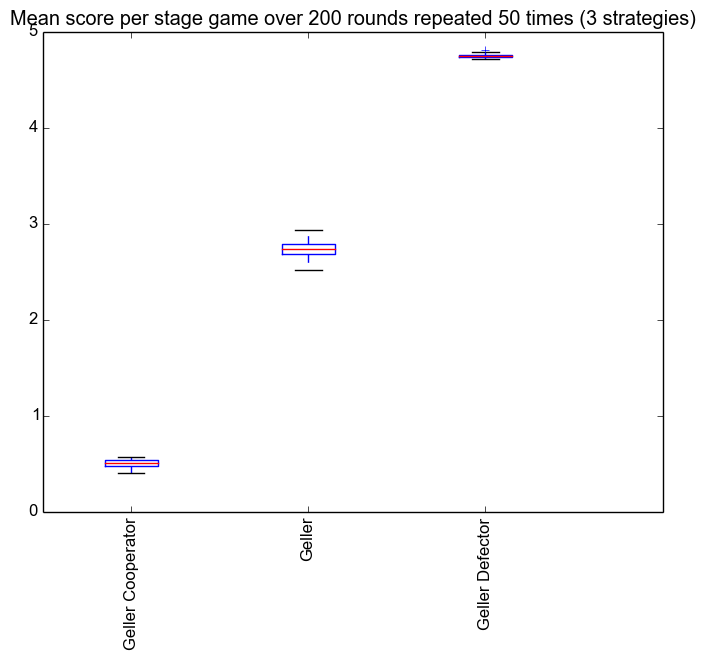 Mean score per stage game over 200 rounds repeated 50 times (3 strategies)
5
4
3
2
1
0
Geller Cooperator
Geller
Geller Defector